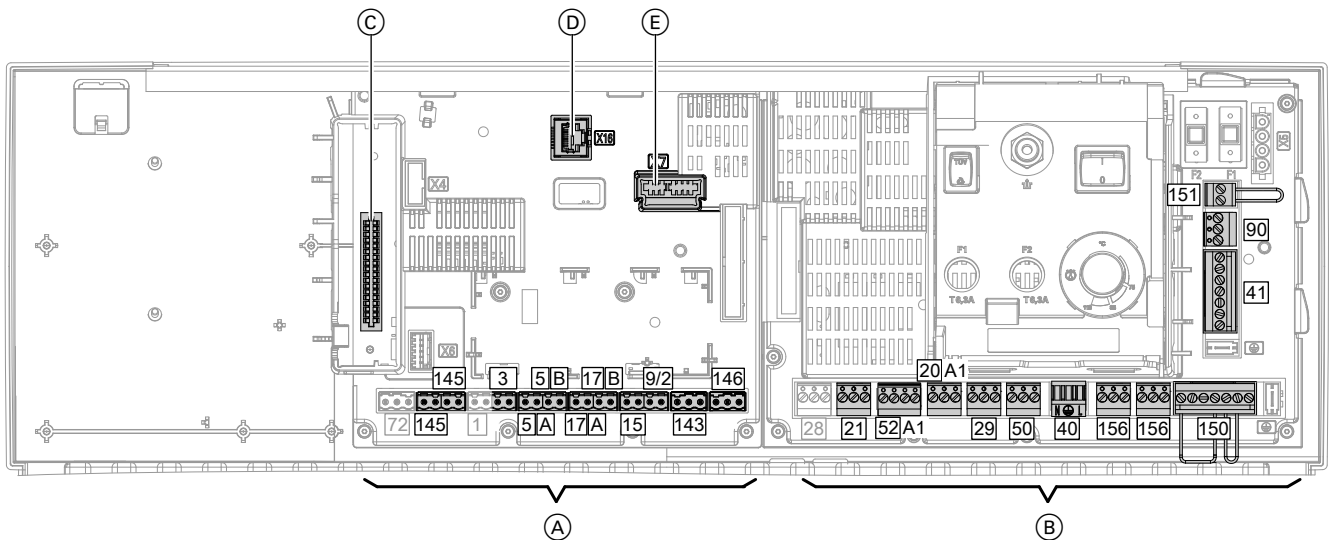 C D E
X16
X7
X4
TÜV
F2 F1
X5
151
90
F1 F2
°C
41
T6,3A T6,3A
X6
20 A1
145 3 5 B 17 B 9/2 146
72 145 1 5 A 17 A 15 143
28 21 52 A1 29 50 N L 40 156 156 150
A B